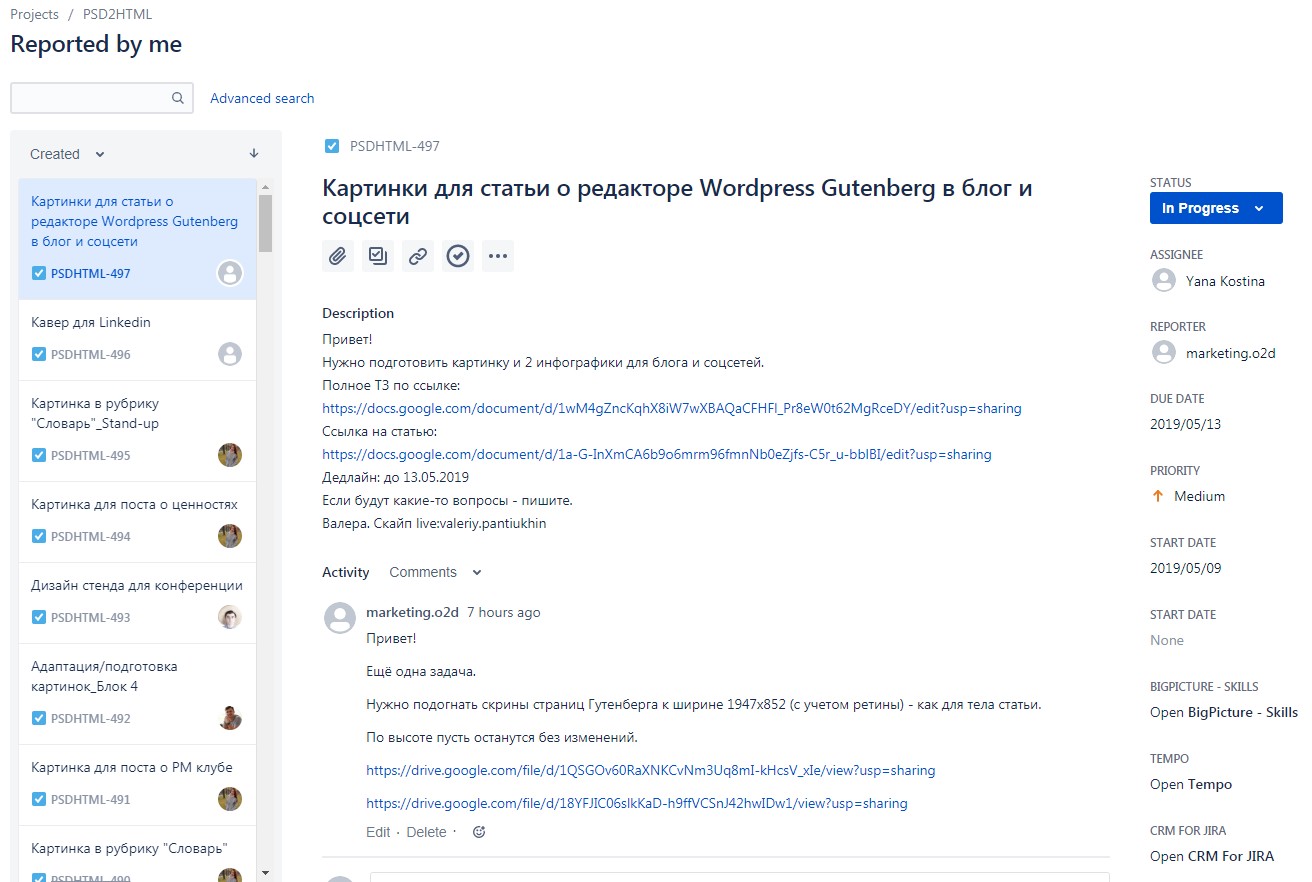 Projects / PSD2HTML
Reported by me
Advanced search
Created
Картинки для статьи о
редакторе Wordpress Gutenberg
в блог и соцсети
PSDHTML-497
Кавер для Linkedin
PSDHTML-496
Картинка в рубрику
"Словарь"_Stand-up
PSDHTML-495
Картинка для поста о ценностях
PSDHTML-494
Дизайн стенда для конференции
PSDHTML-493
Адаптация/подготовка
картинок_Блок 4
PSDHTML-492
Картинка для поста о PM клубе
PSDHTML-491
Картинка в рубрику "Словарь"
PSDHTML-490
PSDHTML-497
Картинки для статьи о редакторе Wordpress Gutenberg в блог и
соцсети
Description
Привет!
Нужно подготовить картинку и 2 инфографики для блога и соцсетей.
Полное ТЗ по ссылке:
https://docs.google.com/document/d/1wM4gZncKqhX8iW7wXBAQaCFHFl_Pr8eW0t62MgRceDY/edit?usp=sharing
Ссылка на статью:
https://docs.google.com/document/d/1a-G-InXmCA6b9o6mrm96fmnNb0eZjfs-C5r_u-bblBI/edit?usp=sharing
Дедлайн: до 13.05.2019
Если будут какие-то вопросы - пишите.
Валера. Скайп live:valeriy.pantiukhin
Activity Comments
marketing.o2d 7 hours ago
Привет!
Ещё одна задача.
Нужно подогнать скрины страниц Гутенберга к ширине 1947x852 (с учетом ретины) - как для тела статьи.
По высоте пусть останутся без изменений.
https://drive.google.com/file/d/1QSGOv60RaXNKCvNm3Uq8mI-kHcsV_xIe/view?usp=sharing
https://drive.google.com/file/d/18YFJIC06slkKaD-h9ffVCSnJ42hwIDw1/view?usp=sharing
Edit · Delete ·
STATUS
In Progress
ASSIGNEE
Yana Kostina
REPORTER
marketing.o2d
DUE DATE
2019/05/13
PRIORITY
Medium
START DATE
2019/05/09
START DATE
None
BIGPICTURE - SKILLS
Open BigPicture - Skills
TEMPO
Open Tempo
CRM FOR JIRA
Open CRM For JIRA